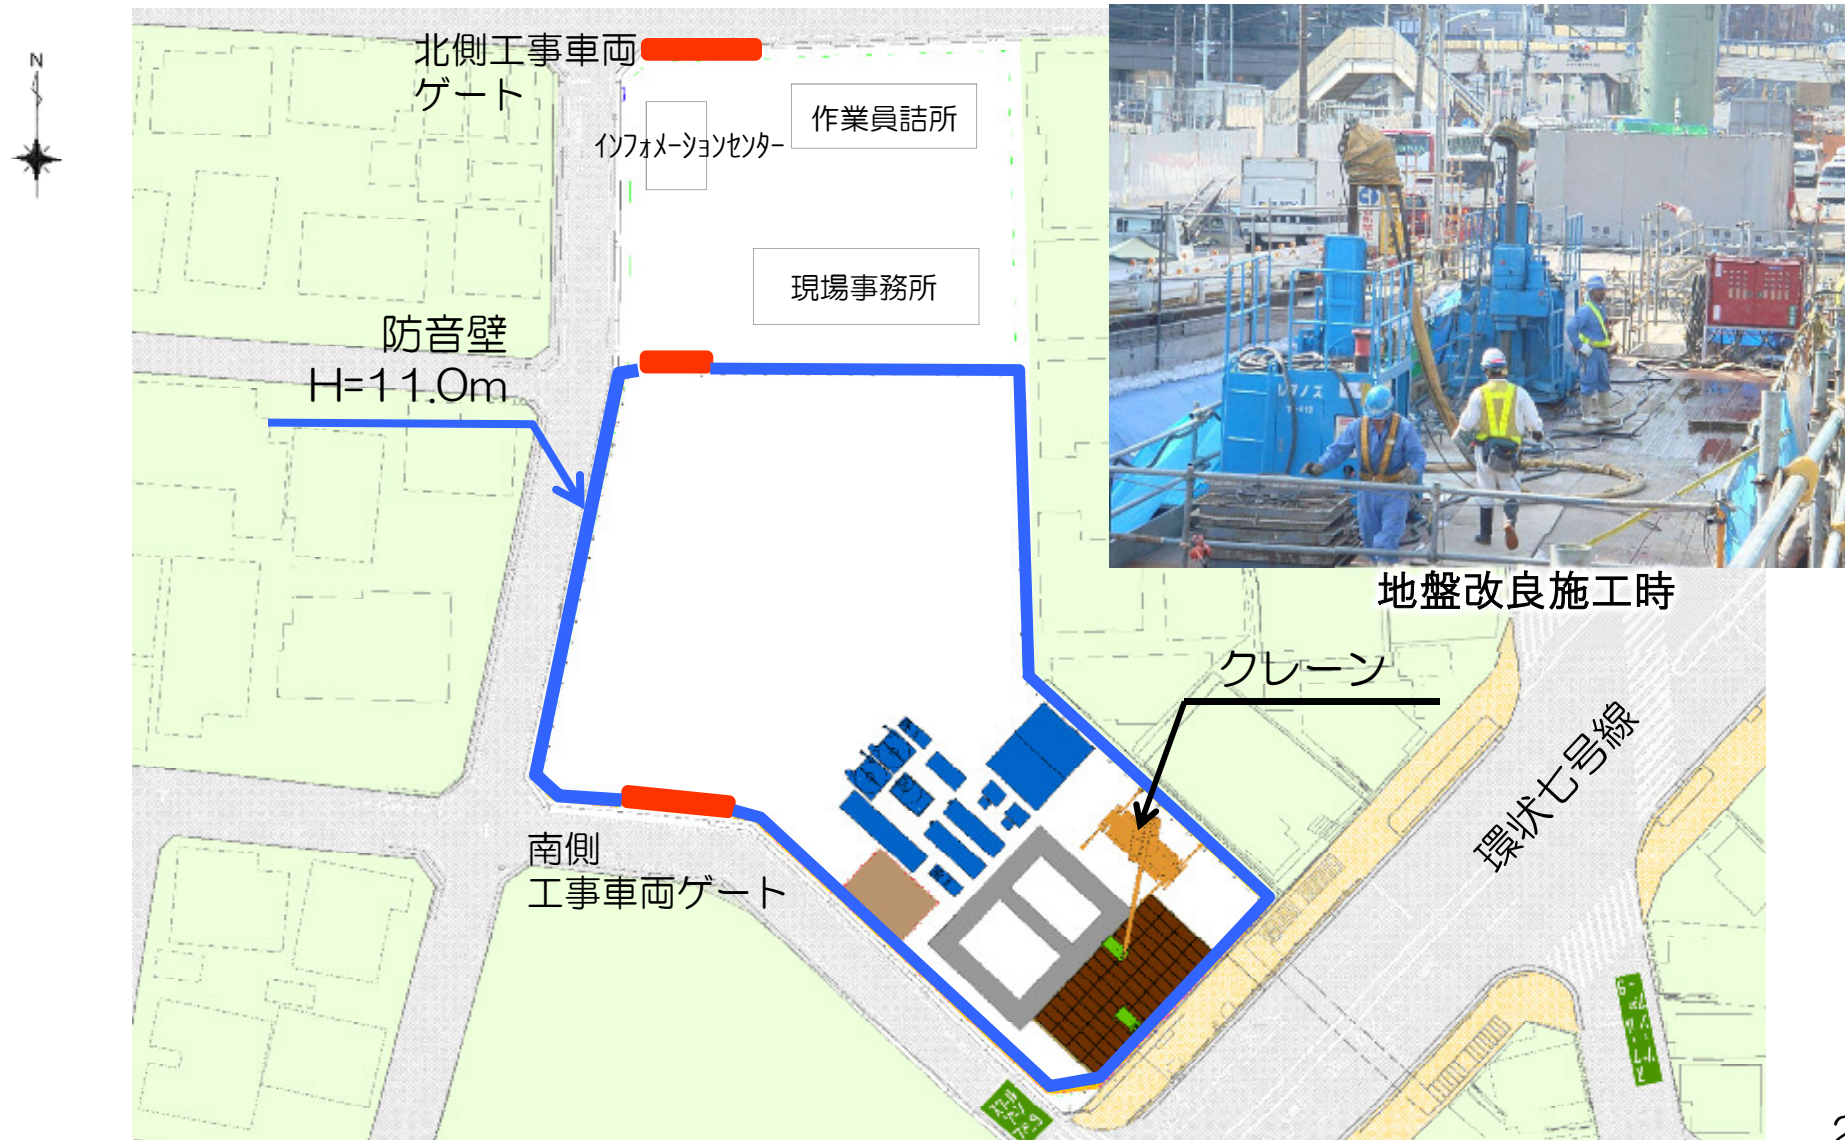 N
北側工事車両
ゲート
作業員詰所
インフォメーションセンター
現場事務所
防音壁
H=11.0m
地盤改良施工時
クレーン
環状七号線
南側
工事車両ゲート
2